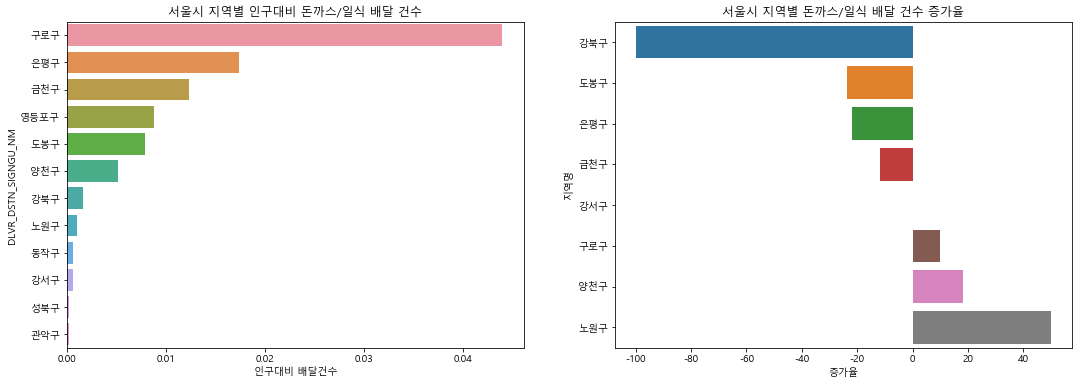 서울시 지역별 인구대비 돈까스/일식 배달 건수
DLVR_DSTN_SIGNGU_NM
구로구
은평구
금천구
영등포구
도봉구
양천구
강북구
노원구
동작구
강서구
성북구
관악구
0.00 0.01 0.02 0.03 0.04
인구대비 배달건수
서울시 지역별 돈까스/일식 배달 건수 증가율
지역명
강북구
도봉구
은평구
금천구
강서구
구로구
양천구
노원구
-100 -80 -60 -40 -20 0 20 40
증가율